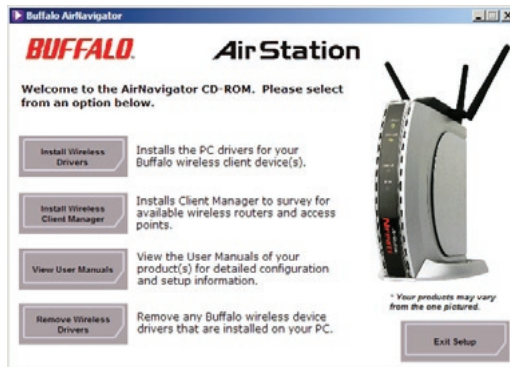 Buffalo AirNavigator
BUFFALO
AirStation
Welcome to the AirNavigator CD-ROM. Please select
from an option below.
Install Wireless
Drivers
Installs the PC drivers for your
Buffalo wireless client device(s).
Install Wireless
Client Manager
Installs Client Manager to survey for
available wireless routers and access
points.
View User Manuals
View the User Manuals of your
product(s) for detailed configuration
and setup information.
Remove Wireless
Drivers
Remove any Buffalo wireless device
drivers that are installed on your PC.
* Your products may vary
from the one pictured.
Exit Setup